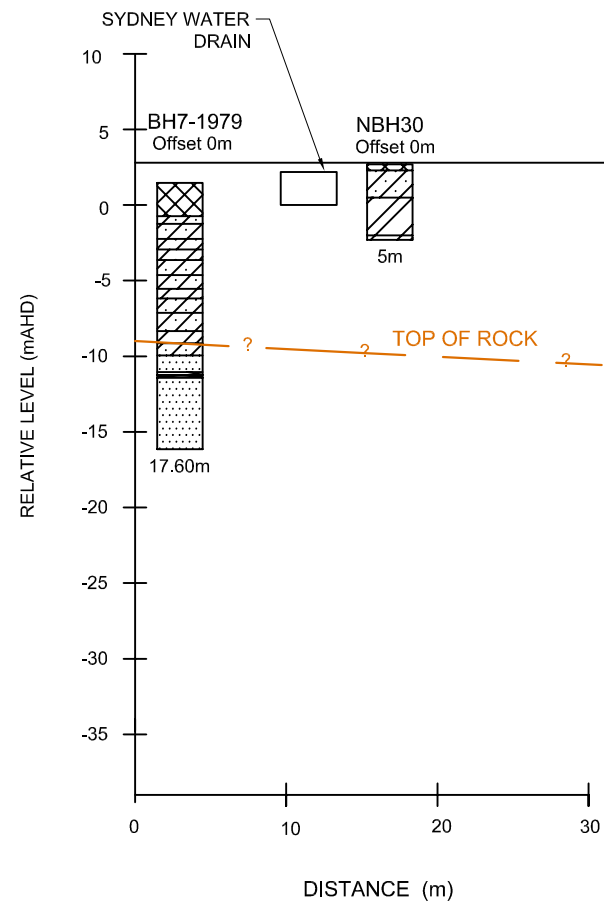 SYDNEY WATER
DRAIN
10
BH7-1979
Offset 0m
NBH30
Offset 0m
5
0
5m
-5
? ? TOP OF ROCK ?
-10
-15
17.60m
-20
-25
-30
-35
RELATIVE LEVEL (mAHD)
0 10 20 30
DISTANCE (m)